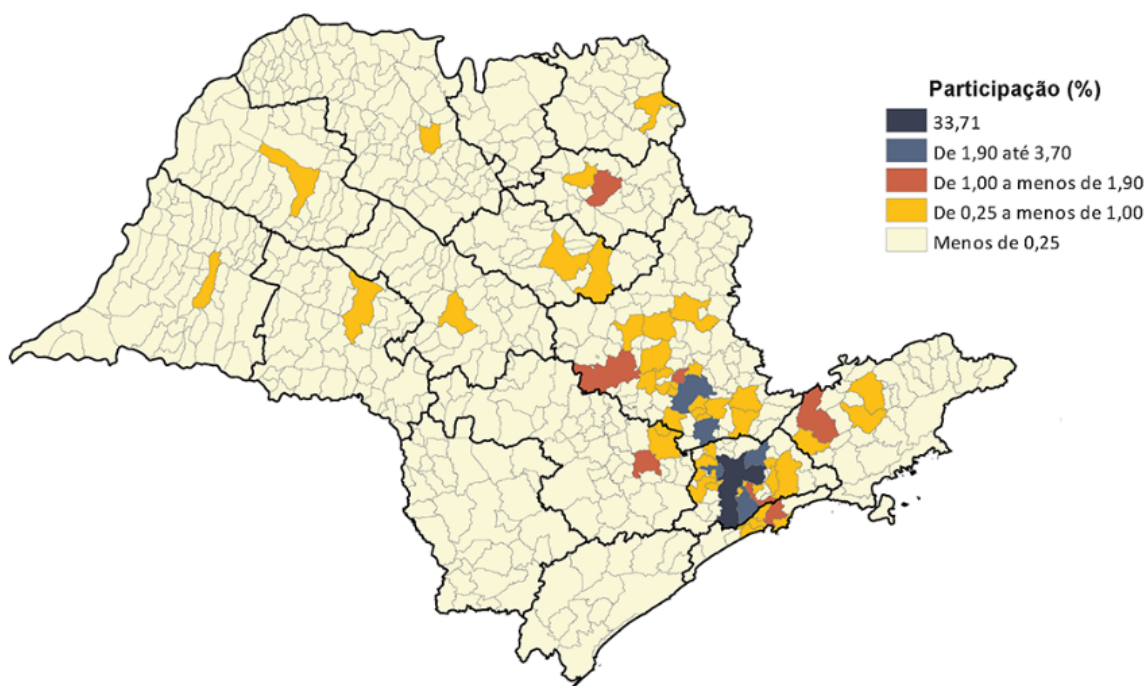 Participação (%)
33,71
De 1,90 até 3,70
De 1,00 a menos de 1,90
De 0,25 a menos de 1,00
Menos de 0,25